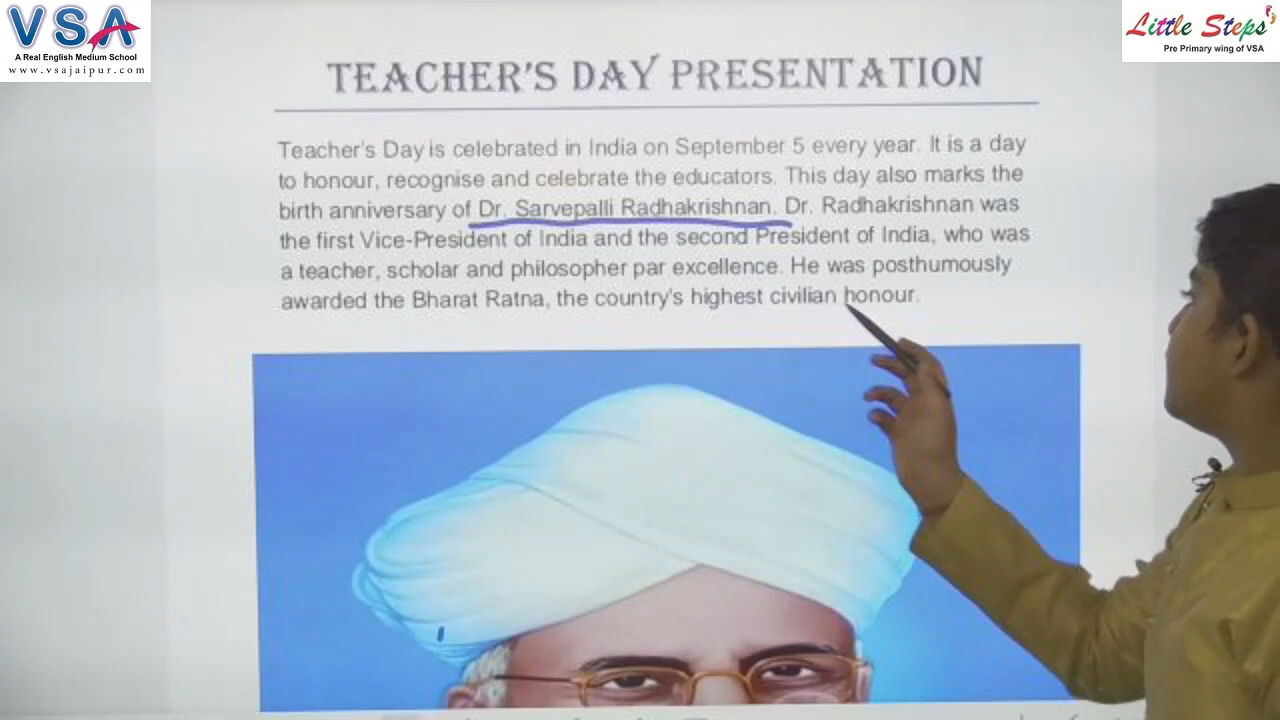 VSA
A Real English Medium School
www.vsajaipur.com
Little Steps
Pre Primary wing of VSA
TEACHER'S DAY PRESENTATION
Teacher's Day is celebrated in India on September 5 every year. It is a day
to honour, recognise and celebrate the educators. This day also marks the
birth anniversary of Dr. Sarvepalli Radhakrishnan. Dr. Radhakrishnan was
the first Vice-President of India and the second President of India, who was
a teacher, scholar and philosopher par excellence. He was posthumously
awarded the Bharat Ratna, the country's highest civilian honour.